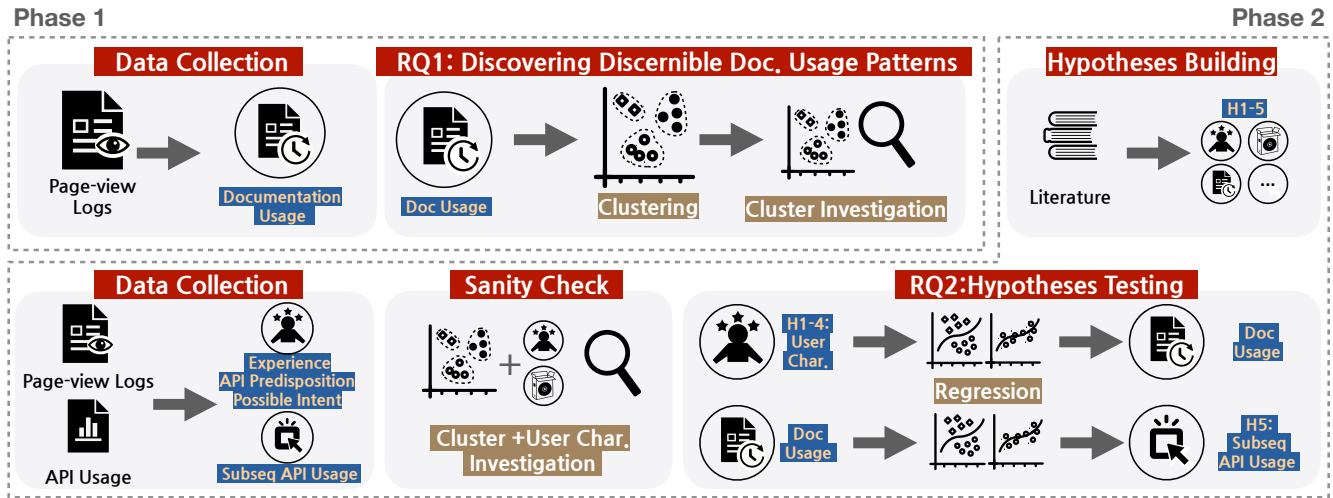 Phase 1
Phase 2
Data Collection
Page-view
Logs
Documentation
Usage
RQ1: Discovering Discernible Doc. Usage Patterns
Doc Usage
Clustering
Cluster Investigation
Hypotheses Building
Literature
H1-5
...
Data Collection
Page-view Logs
API Usage
Experience
API Predisposition
Possible Intent
Subseq API Usage
Sanity Check
+
Cluster +User Char.
Investigation
RQ2:Hypotheses Testing
H1-4:
User
Char.
Regression
Doc
Usage
Doc
Usage
H5:
Subseq
API Usage